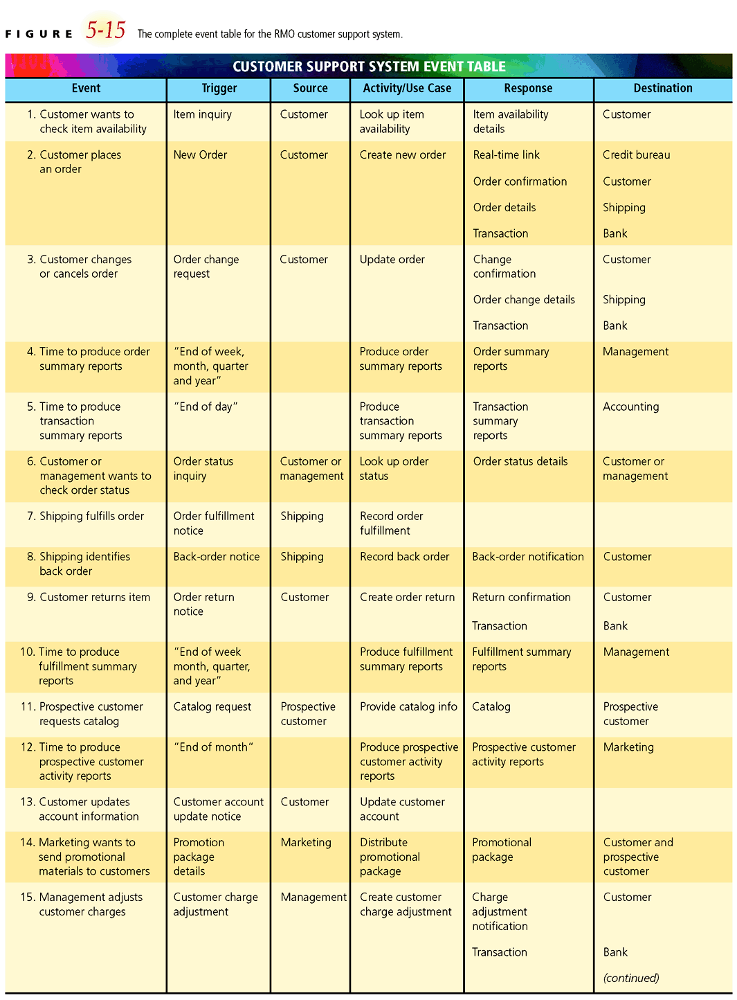 FIGURE 5-15 The complete event table for the RMO customer support system.
CUSTOMER SUPPORT SYSTEM EVENT TABLE
Event Trigger Source Activity/Use Case Response Destination
1. Customer wants to Item inquiry Customer Look up item Item availability Customer
check item availability availability details
2. Customer places New Order Customer Create new order Real-time link Credit bureau
an order
Order confirmation Customer
Order details Shipping
Transaction Bank
3. Customer changes Order change Customer Update order Change Customer
or cancels order request confirmation
Order change details Shipping
Transaction Bank
4. Time to produce order "End of week, Produce order Order summary Management
summary reports month, quarter summary reports reports
and year"
5. Time to produce "End of day" Produce Transaction Accounting
transaction transaction summary
summary reports summary reports reports
6. Customer or Order status Customer or Look up order Order status details Customer or
management wants to inquiry management status management
check order status
7. Shipping fulfills order Order fulfillment Shipping Record order
notice fulfillment
8. Shipping identifies Back-order notice Shipping Record back order Back-order notification Customer
back order
9. Customer returns item Order return Customer Create order return Return confirmation Customer
notice
Transaction Bank
10. Time to produce "End of week Produce fulfillment Fulfillment summary Management
fulfillment summary month, quarter, summary reports reports
reports and year"
11. Prospective customer Catalog request Prospective Provide catalog info Catalog Prospective
requests catalog customer customer
12. Time to produce "End of month" Produce prospective Prospective customer Marketing
prospective customer customer activity activity reports
activity reports reports
13. Customer updates Customer account Customer Update customer
account information update notice account
14. Marketing wants to Promotion Marketing Distribute Promotional Customer and
send promotional package promotional package prospective
materials to customers details package customer
15. Management adjusts Customer charge Management Create customer Charge Customer
customer charges adjustment charge adjustment adjustment
notification
Transaction Bank
(continued)